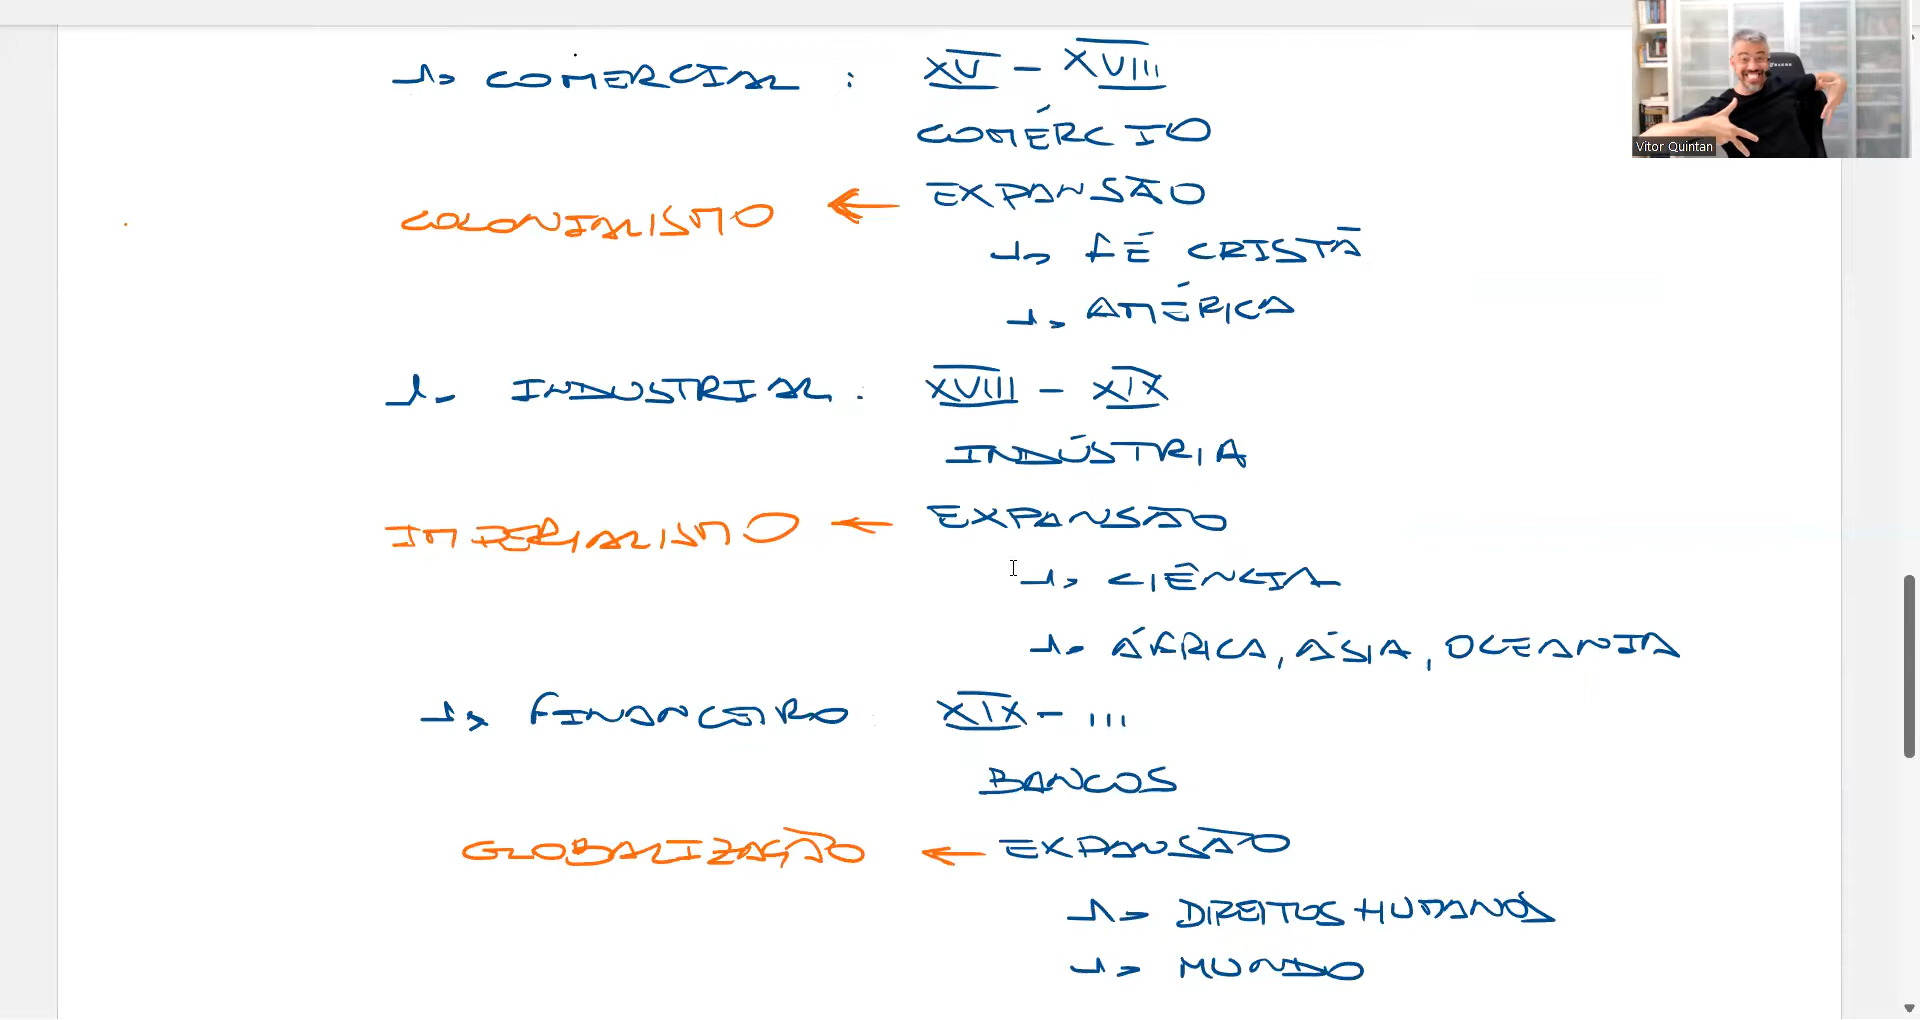 ↳ COMERCIAL : XV - XVIII
COMÉRCIO
COLONIALISMO ← EXPANSÃO
↳ FÉ CRISTÃ
↳ AMÉRICA
↳ INDUSTRIAL : XVIII - XIX
INDÚSTRIA
IMPERIALISMO ← EXPANSÃO
↳ CIÊNCIA
↳ ÁFRICA, ÁSIA, OCEANIA
↳ FINANCEIRO : XIX - ...
BANCOS
GLOBALIZAÇÃO ← EXPANSÃO
↳ DIREITOS HUMANOS
↳ MUNDO
Vitor Quintan